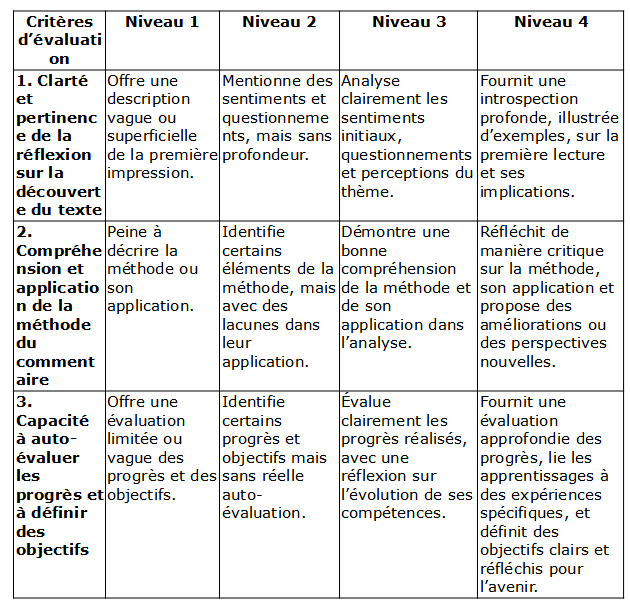 Critères d'évaluati on
Niveau 1
Niveau 2
Niveau 3
Niveau 4
1. Clarté
et
pertinenc
e de la
réflexion
sur la
découvert
e du texte
Offre une
description
vague ou
superficielle
de la première
impression.
Mentionne des
sentiments et
questionneme
nts, mais sans
profondeur.
Analyse
clairement les
sentiments
initiaux,
questionnements
et perceptions du
thème.
Fournit une
introspection
profonde, illustrée
d'exemples, sur la
première lecture
et ses
implications.
2.
Compréhe
nsion et
applicatio
n de la
méthode
du
comment
aire
Peine à
décrire la
méthode ou
son
application.
Identifie
certains
éléments de la
méthode, mais
avec des
lacunes dans
leur
application.
Démontre une
bonne
compréhension
de la méthode et
de son
application dans
l'analyse.
Réfléchit de
manière critique
sur la méthode,
son application et
propose des
améliorations ou
des perspectives
nouvelles.
3.
Capacité
à auto-
évaluer
les
progrès et
à définir
des
objectifs
Offre une
évaluation
limitée ou
vague des
progrès et des
objectifs.
Identifie
certains
progrès et
objectifs mais
sans réelle
auto-
évaluation.
Évalue
clairement les
progrès réalisés,
avec une
réflexion sur
l'évolution de ses
compétences.
Fournit une
évaluation
approfondie des
progrès, lie les
apprentissages à
des expériences
spécifiques, et
définit des
objectifs clairs et
réfléchis pour
l'avenir.